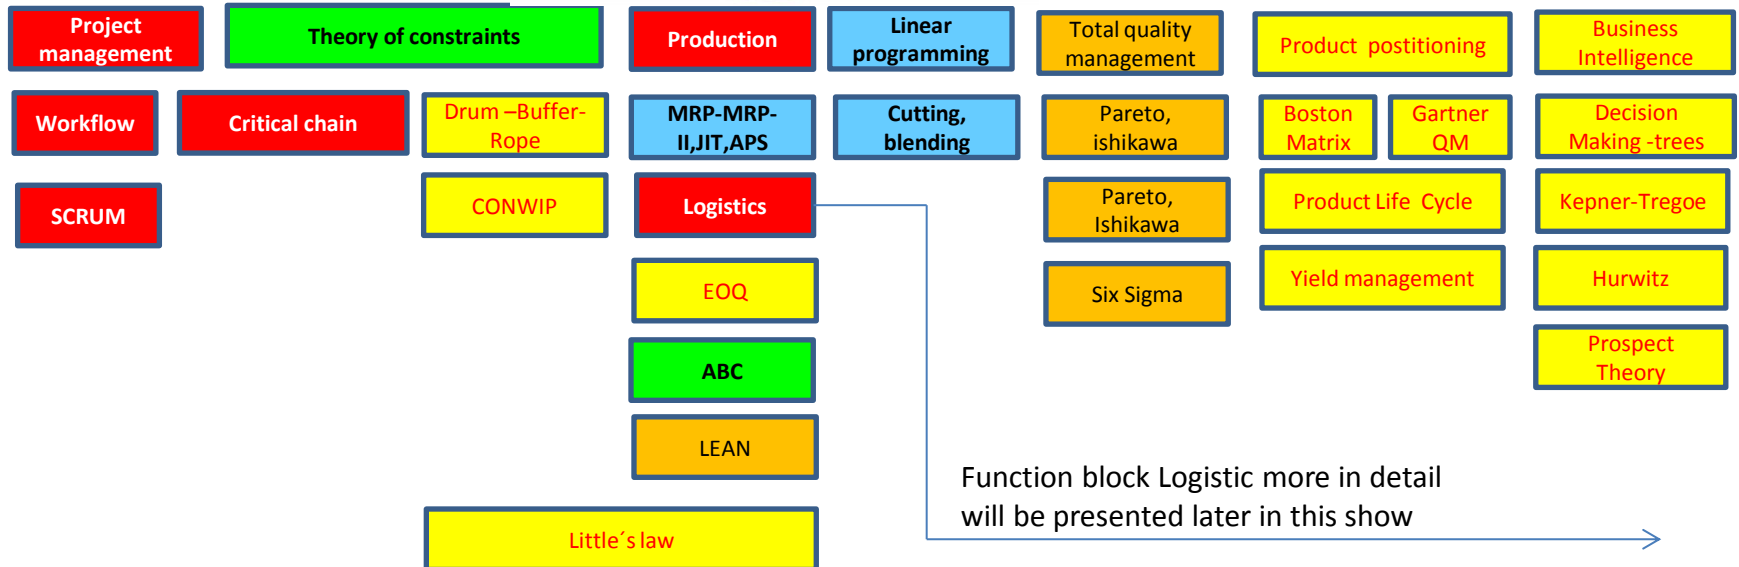 Project
management
Theory of constraints
Production
Linear
programming
Total quality
management
Product postitioning
Business
Intelligence
Workflow
Critical chain
Drum –Buffer-
Rope
MRP-MRP-
II,JIT,APS
Cutting,
blending
Pareto,
ishikawa
Boston
Matrix
Gartner
QM
Decision
Making -trees
SCRUM
CONWIP
Logistics
Pareto,
Ishikawa
Product Life Cycle
Kepner-Tregoe
EOQ
Six Sigma
Yield management
Hurwitz
ABC
Prospect
Theory
LEAN
Function block Logistic more in detail
will be presented later in this show
Little´s law